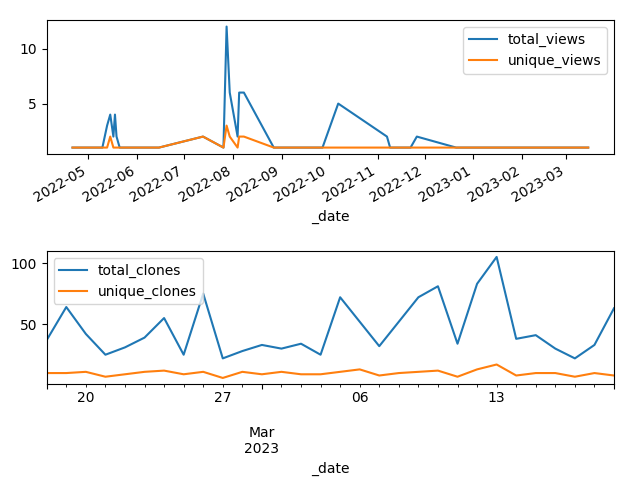 10
5
total_views
unique_views
2022-05
2022-06
2022-07
2022-08
2022-09
2022-10
2022-11
2022-12
2023-01
2023-02
2023-03
_date
100
50
total_clones
unique_clones
20
27
06
13
Mar
2023
_date